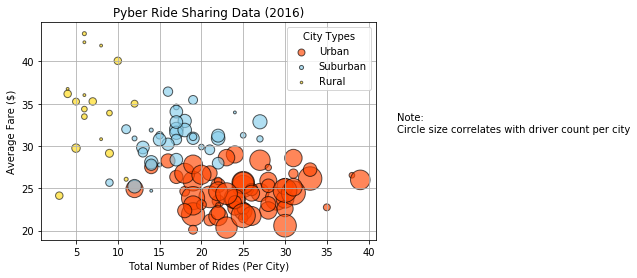 Pyber Ride Sharing Data (2016)
City Types
Urban
Suburban
Rural
40
35
30
25
20
Average Fare ($)
5 10 15 20 25 30 35 40
Total Number of Rides (Per City)
Note:
Circle size correlates with driver count per city